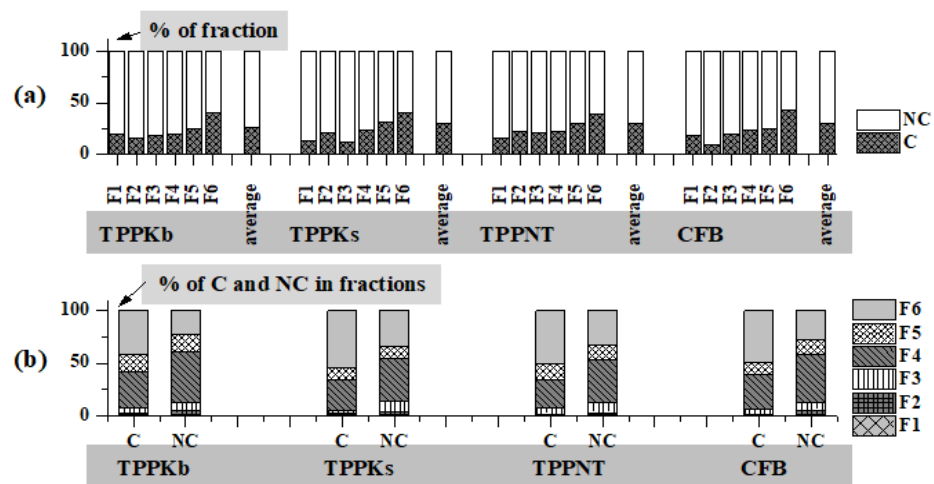 % of fraction
(a)
100
50
0
NC
C
F1 F2 F3 F4 F5 F6 average F1 F2 F3 F4 F5 F6 average F1 F2 F3 F4 F5 F6 average F1 F2 F3 F4 F5 F6 average
TPPKb TPPKs TPPNT CFB
% of C and NC in fractions
(b)
100
50
0
F6
F5
F4
F3
F2
F1
C NC C NC C NC C NC
TPPKb TPPKs TPPNT CFB